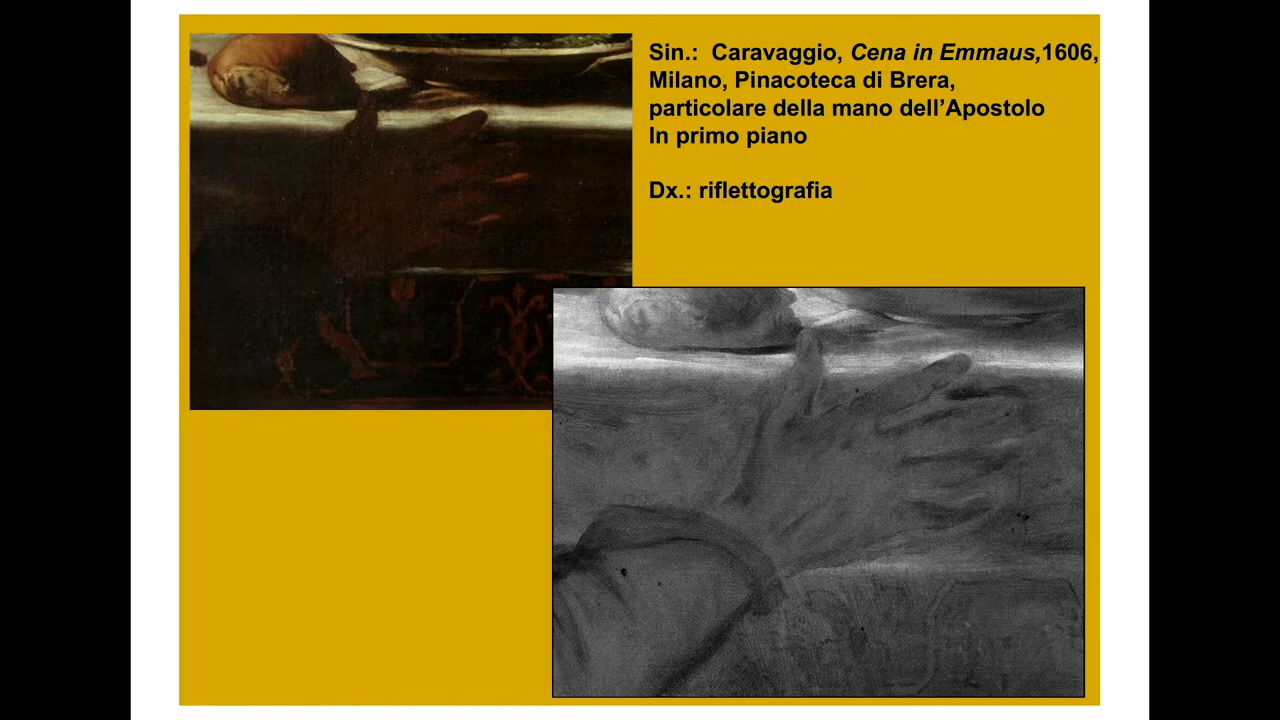 Sin.:  Caravaggio, Cena in Emmaus,1606,
Milano, Pinacoteca di Brera,
particolare della mano dell’Apostolo
In primo piano
Dx.: riflettografia